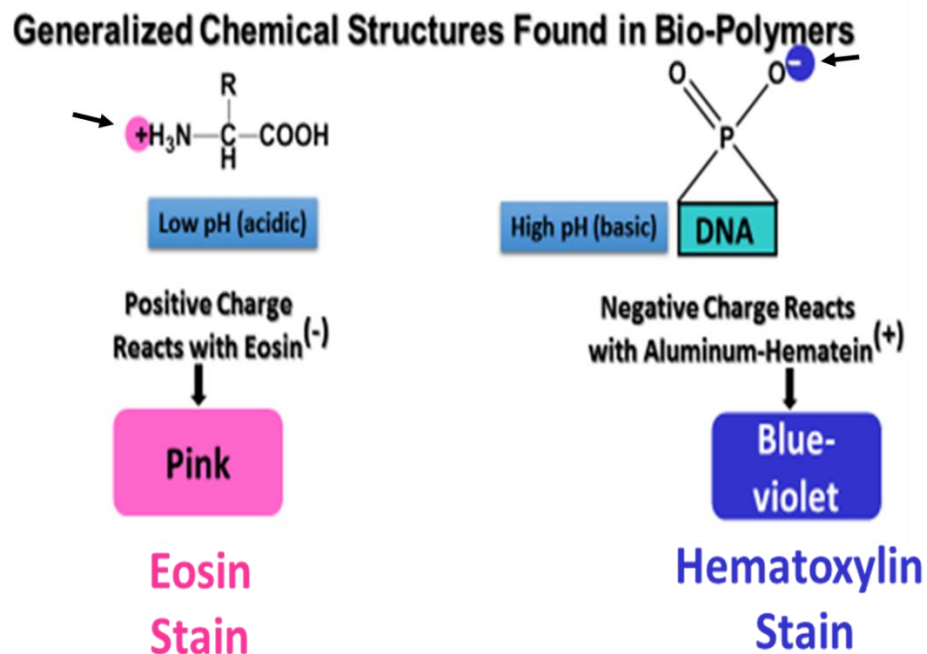 Generalized Chemical Structures Found in Bio-Polymers
R
+H₃N—C—COOH
H
Low pH (acidic)
Positive Charge
Reacts with Eosin(-)
Pink
Eosin
Stain
O O−
P
High pH (basic) DNA
Negative Charge Reacts
with Aluminum-Hematein(+)
Blue-
violet
Hematoxylin
Stain